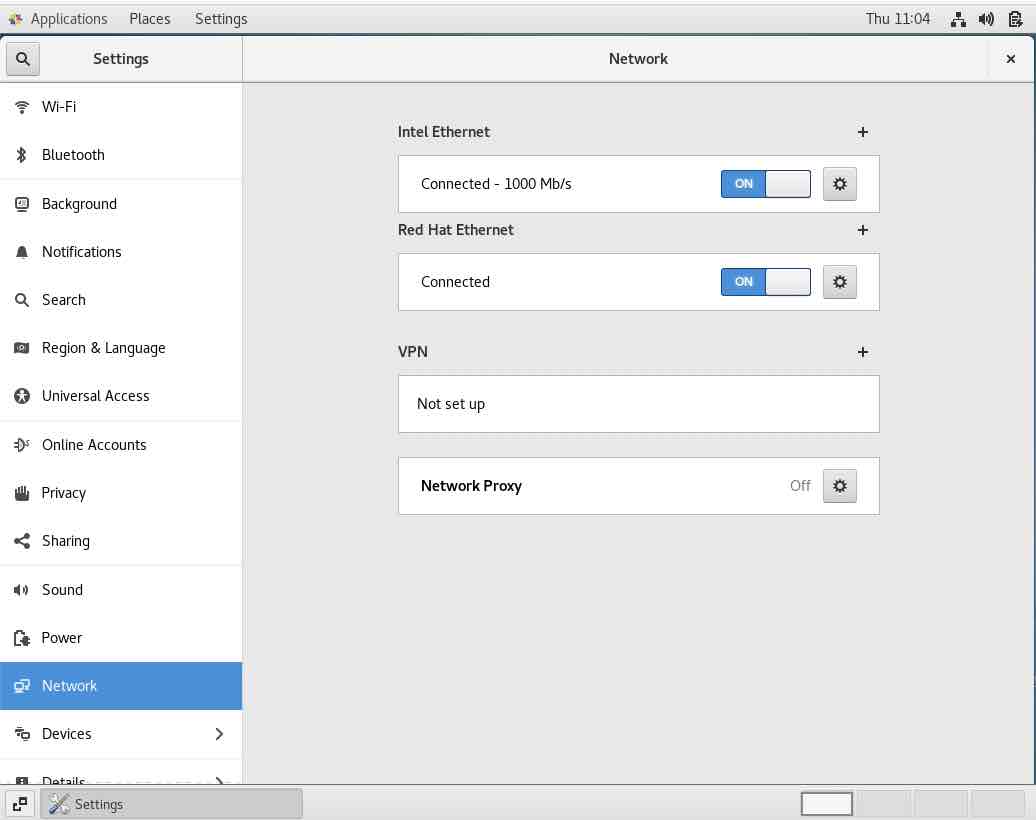 Applications Places Settings Thu 11:04
Settings
Network
Wi-Fi
Bluetooth
Background
Notifications
Search
Region & Language
Universal Access
Online Accounts
Privacy
Sharing
Sound
Power
Network
Devices
Details
Intel Ethernet
Connected - 1000 Mb/s ON
Red Hat Ethernet
Connected ON
VPN
Not set up
Network Proxy Off
Settings